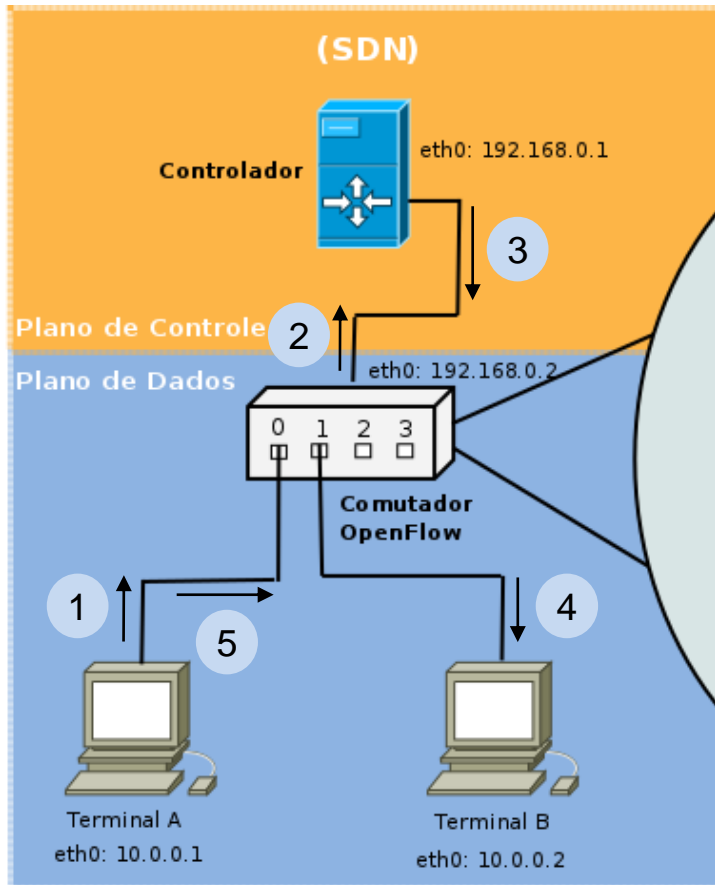 (SDN)
eth0: 192.168.0.1
Controlador
3
2
Plano de Controle
Plano de Dados
eth0: 192.168.0.2
0 1 2 3
Comutador
OpenFlow
1
5
4
Terminal A
eth0: 10.0.0.1
Terminal B
eth0: 10.0.0.2